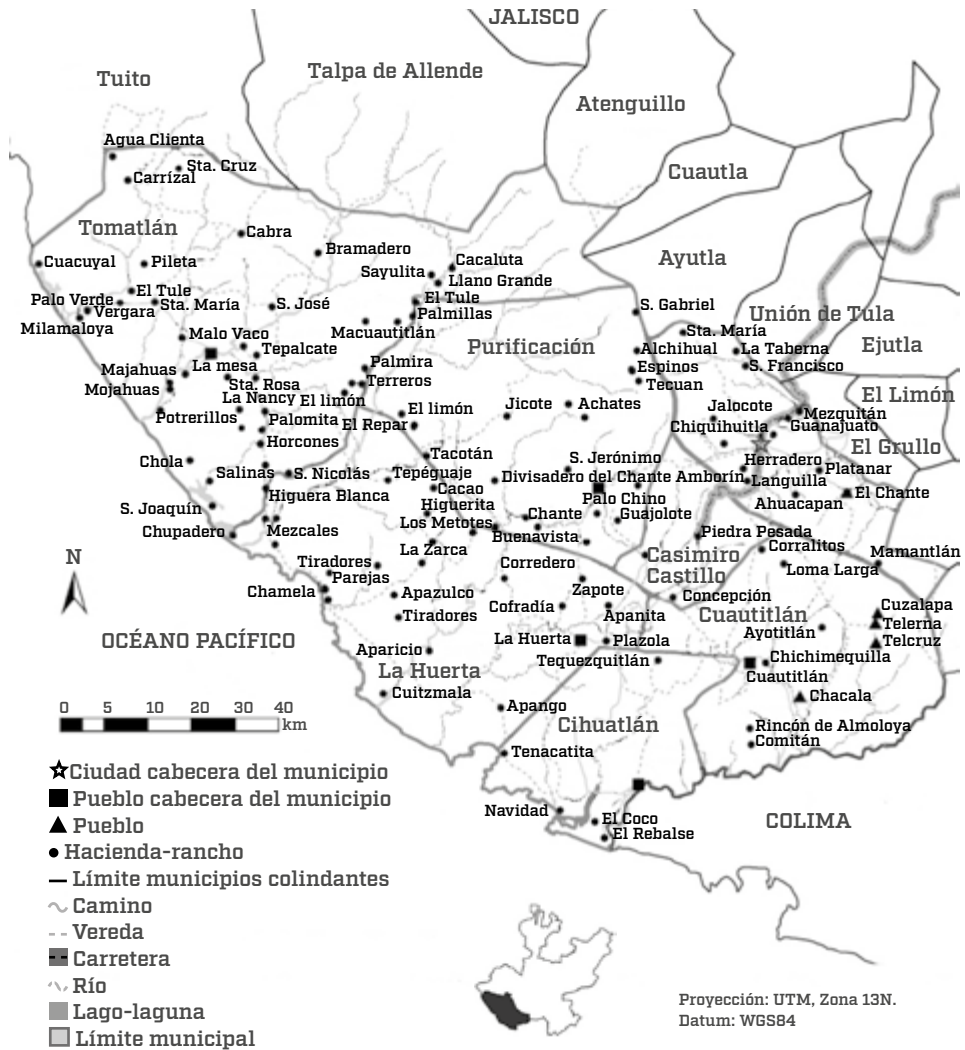 JALISCO
Tuito
Talpa de Allende
Atenguillo
Agua Clienta
Sta. Cruz
Carrízal
Cuautla
Tomatlán
Cabra
Bramadero
Cuacuyal
Pileta
Cacaluta
Sayulita
Llano Grande
Ayutla
El Tule
Palo Verde
Sta. María
Vergara
Milamaloya
S. José
El Tule
Palmillas
Macuautitlán
S. Gabriel
Unión de Tula
Sta. María
Malo Vaco
Tepalcate
Purificación
Alchihual
La Taberna
Ejutla
Majahuas
La mesa
Mojahuas
Sta. Rosa
La Nancy
El limón
Palmira
Terreros
Espinos
Tecuan
S. Francisco
El Limón
Potrerillos
Palomita
El limón
El Repar
Jicote
Achates
Jalocote
Mezquitán
Guanajuato
Chiquihuitla
Horcones
El Grullo
Chola
Salinas
S. Nicolás
Tacotán
Tepéguaje
Cacao
S. Jerónimo
Divisadero del Chante
Amborín
Herradero
Languilla
Platanar
Higuera Blanca
Higuerita
Palo Chino
Ahuacapan
El Chante
S. Joaquín
Chupadero
Mezcales
Los Metotes
Chante
Guajolote
Buenavista
Piedra Pesada
N
La Zarca
Casimiro
Castillo
Corralitos
Mamantlán
Tiradores
Parejas
Corredero
Loma Larga
Chamela
Apazulco
Zapote
Concepción
Cuzalapa
Tiradores
Cofradía
Apanita
Cuautitlán
Telerna
OCÉANO PACÍFICO
La Huerta
Plazola
Ayotitlán
Telcruz
Aparicio
Tequezquitlán
Chichimequilla
La Huerta
Cuautitlán
Cuitzmala
Chacala
Apango
Cihuatlán
0 5 10 20 30 40
km
Rincón de Almoloya
Comitán
Tenacatita
Navidad
El Coco
El Rebalse
COLIMA
Ciudad cabecera del municipio
Pueblo cabecera del municipio
Pueblo
Hacienda-rancho
Límite municipios colindantes
Camino
Vereda
Carretera
Río
Lago-laguna
Límite municipal
Proyección: UTM, Zona 13N.
Datum: WGS84